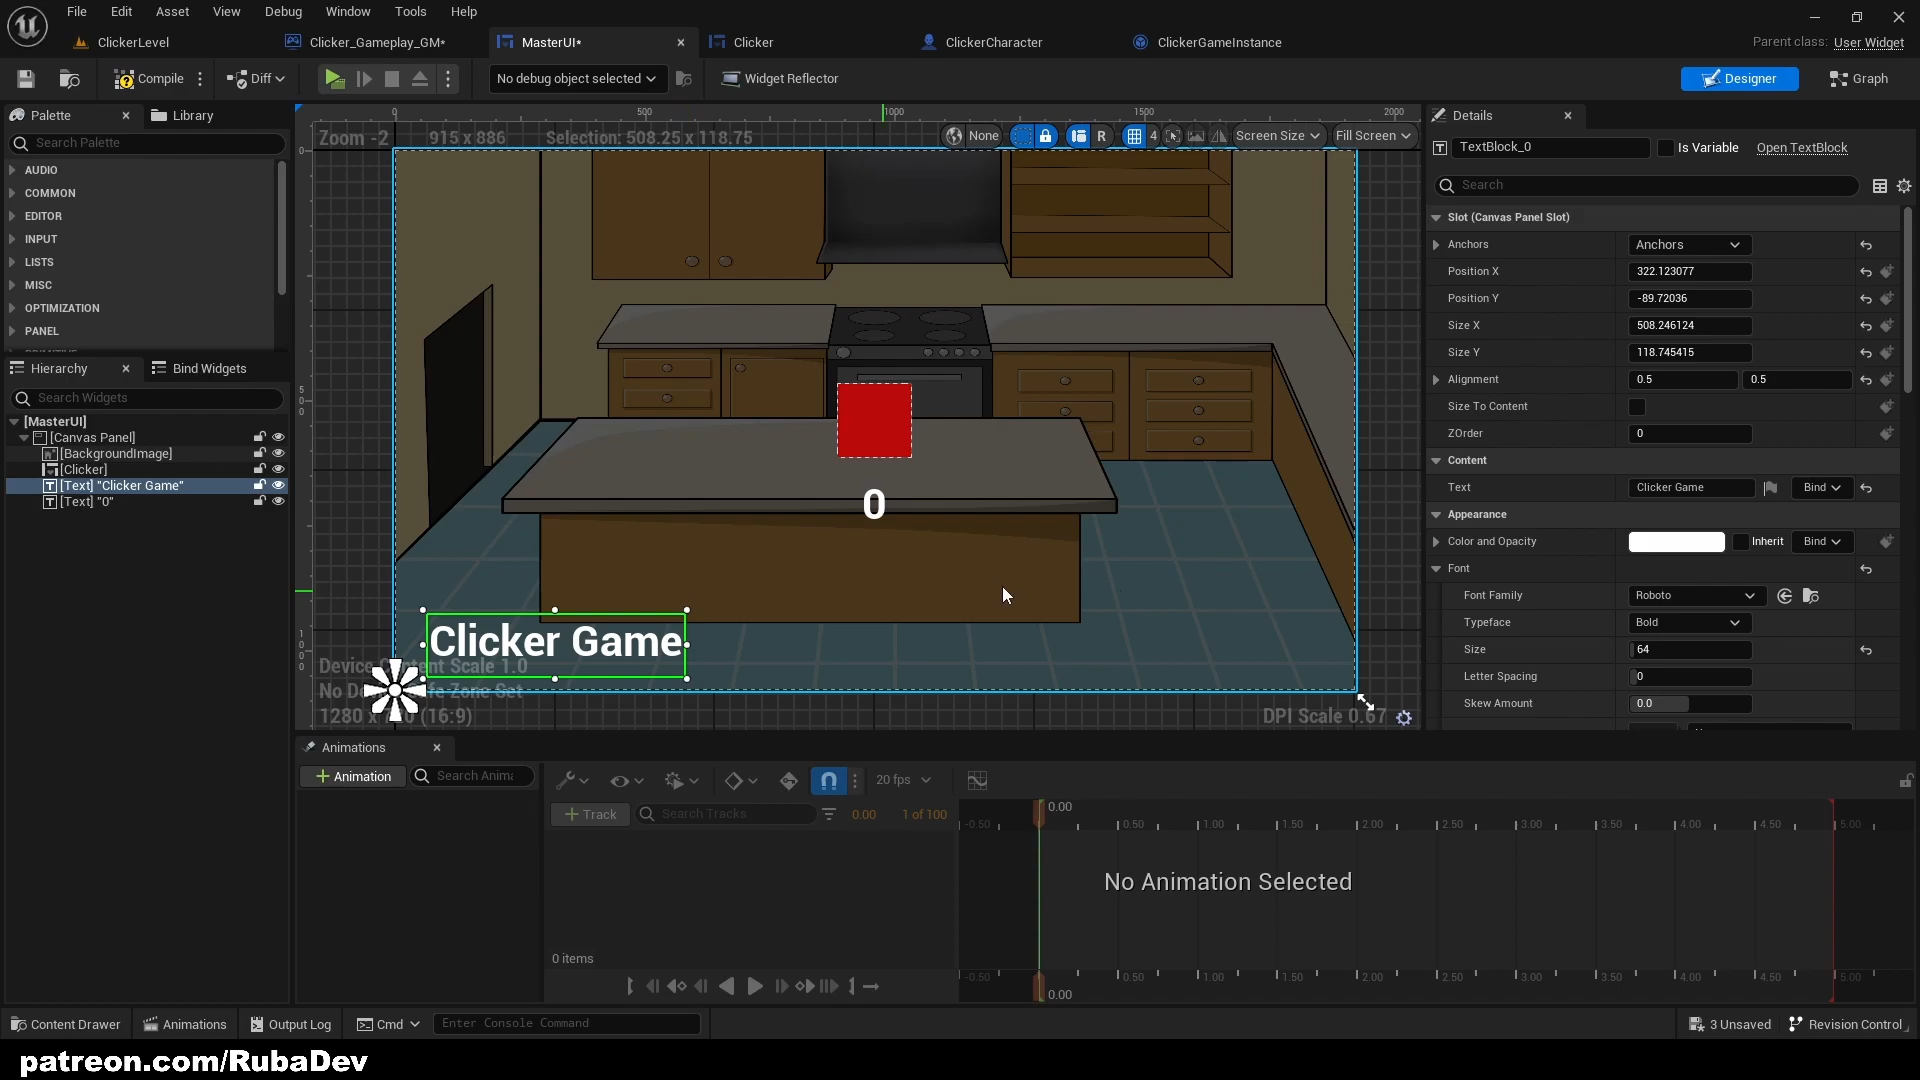 File Edit Asset View Debug Window Tools Help
ClickerLevel Clicker_Gameplay_GM* MasterUI* Clicker ClickerCharacter ClickerGameInstance Parent class: User Widget
Compile Diff No debug object selected Widget Reflector Designer Graph
Palette Library
Search Palette
AUDIO
COMMON
EDITOR
INPUT
LISTS
MISC
OPTIMIZATION
PANEL
Hierarchy Bind Widgets
Search Widgets
[MasterUI]
[Canvas Panel]
[BackgroundImage]
[Clicker]
[Text] "Clicker Game"
[Text] "0"
0 500 1000 1500 2000
Zoom -2 915 x 886 Selection: 508.25 x 118.75 None R 4 Screen Size Fill Screen
0
500
1000
0
Clicker Game
Device Content Scale 1.0
1280 x 720 (16:9) DPI Scale 0.67
Details
TextBlock_0 Is Variable Open TextBlock
Search
Slot (Canvas Panel Slot)
Anchors Anchors
Position X 322.123077
Position Y -89.72036
Size X 508.246124
Size Y 118.745415
Alignment 0.5 0.5
Size To Content
ZOrder 0
Content
Text Clicker Game Bind
Appearance
Color and Opacity Inherit Bind
Font
Font Family Roboto
Typeface Bold
Size 64
Letter Spacing 0
Skew Amount 0.0
Animations
Animation Search Anima
20 fps
Track Search Tracks 0.00 1 of 100
0.00
-0.50 0.50 1.00 1.50 2.00 2.50 3.00 3.50 4.00 4.50 5.00
No Animation Selected
0 items
-0.50 0.50 1.00 1.50 2.00 2.50 3.00 3.50 4.00 4.50 5.00
0.00
Content Drawer Animations Output Log Cmd Enter Console Command 3 Unsaved Revision Control
patreon.com/RubaDev